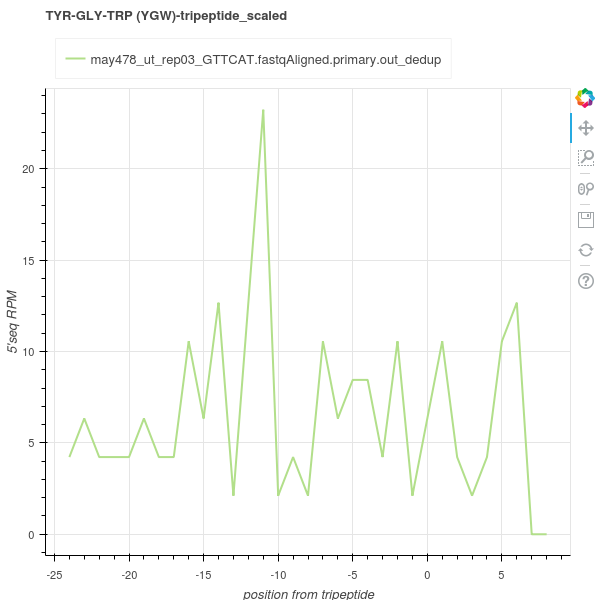 TYR-GLY-TRP (YGW)-tripeptide_scaled
may478_ut_rep03_GTTCAT.fastqAligned.primary.out_dedup
20
15
10
5
0
5'seq RPM
-25 -20 -15 -10 -5 0 5
position from tripeptide